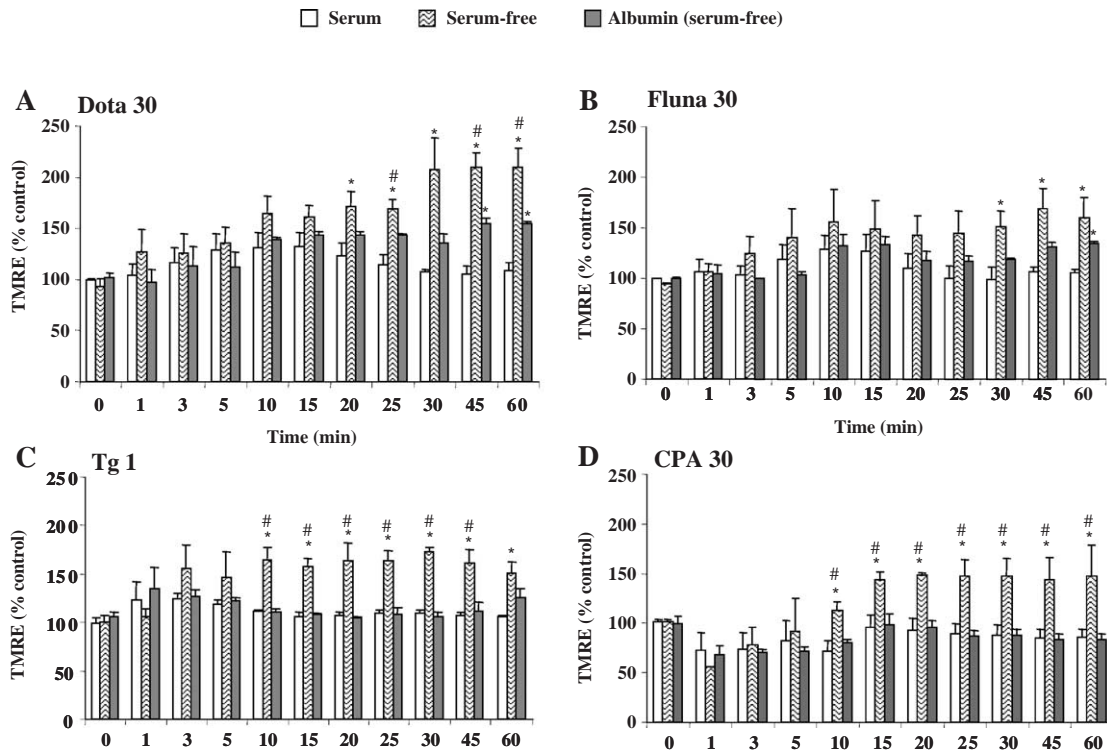 Serum Serum-free Albumin (serum-free)
A Dota 30
TMRE (% control)
250
200
150
100
50
0
# #
* * * * *
* *
0 1 3 5 10 15 20 25 30 45 60
Time (min)
B Fluna 30
TMRE (% control)
250
200
150
100
50
0
* * *
*
0 1 3 5 10 15 20 25 30 45 60
Time (min)
C Tg 1
TMRE (% control)
250
200
150
100
50
0
# # # # # #
* * * * * * *
0 1 3 5 10 15 20 25 30 45 60
D CPA 30
TMRE (% control)
250
200
150
100
50
0
# # # # # # #
* * * * * * *
0 1 3 5 10 15 20 25 30 45 60